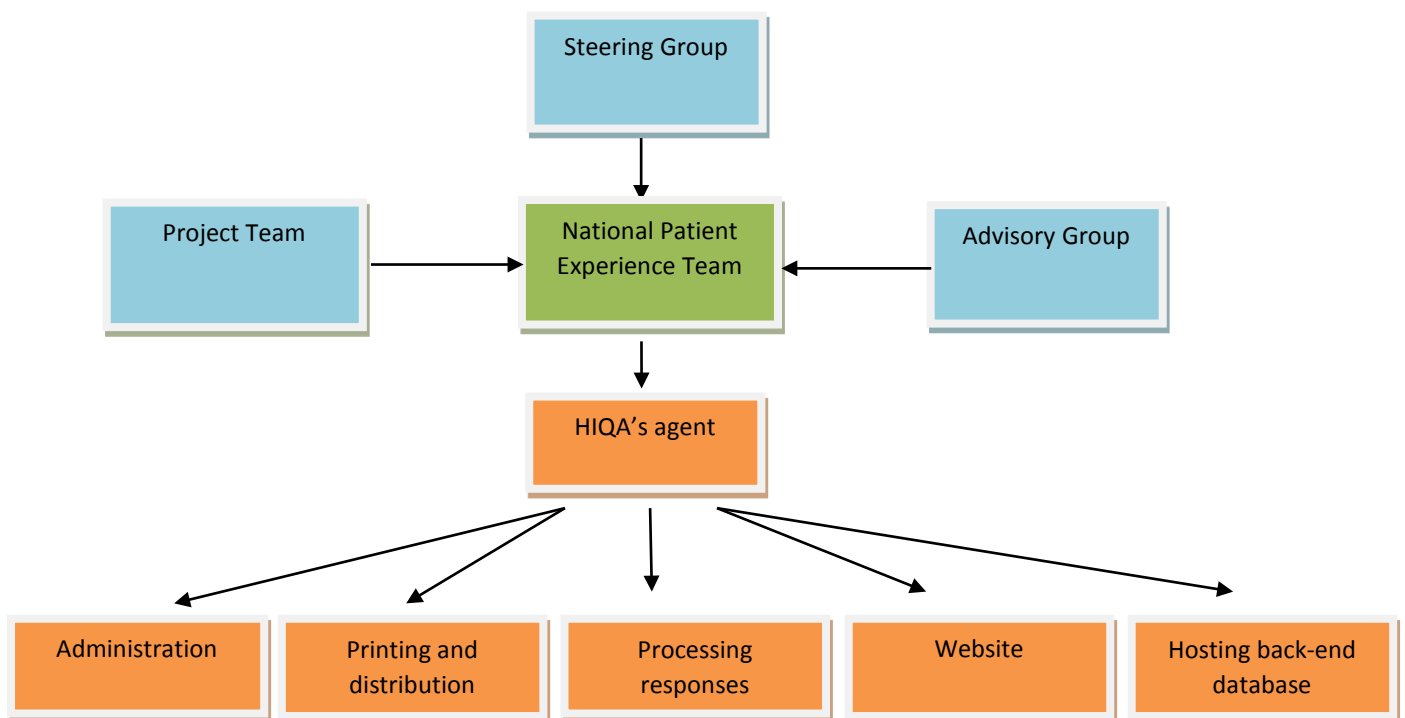 Steering Group
Project Team
National Patient
Experience Team
Advisory Group
HIQA’s agent
Administration
Printing and
distribution
Processing
responses
Website
Hosting back-end
database